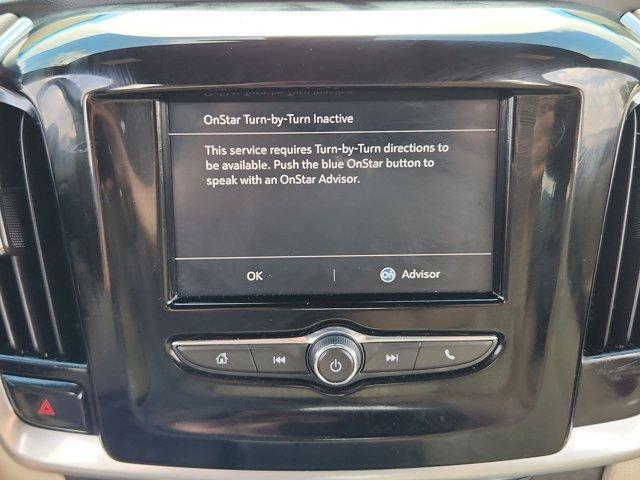 OnStar Turn-by-Turn Inactive
This service requires Turn-by-Turn directions to
be available. Push the blue OnStar button to
speak with an OnStar Advisor.
OK
On Advisor